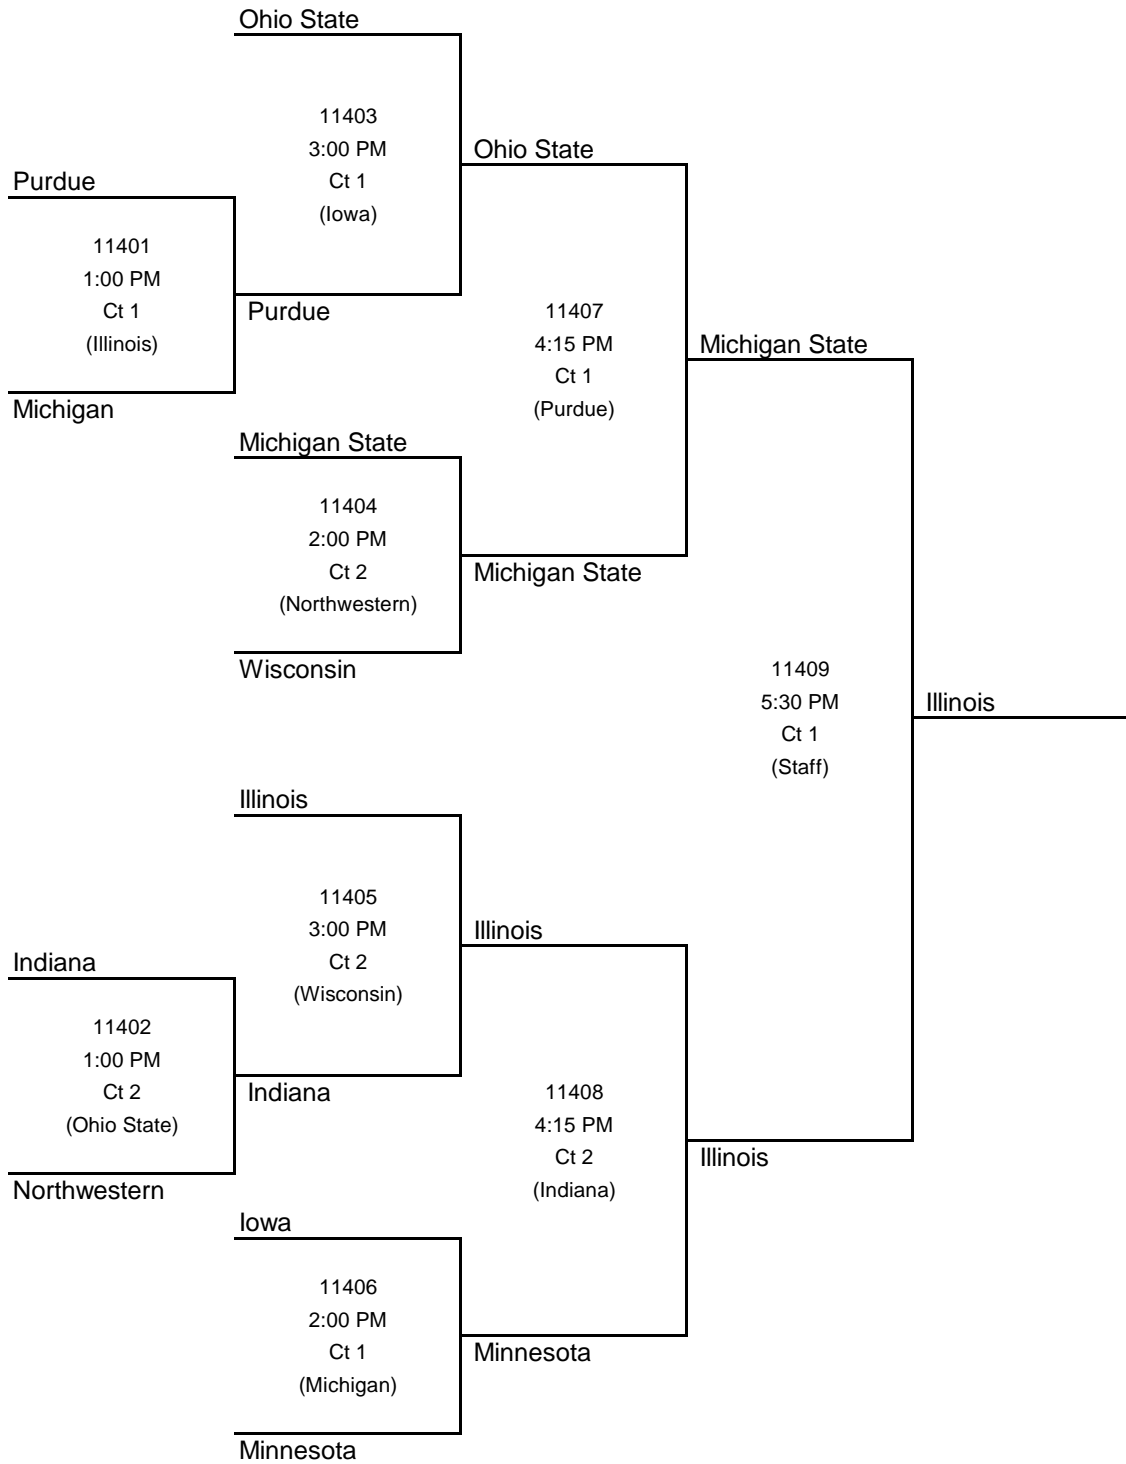 Ohio State
11403
3:00 PM
Ct 1
(Iowa)
Ohio State
Purdue
11401
1:00 PM
Ct 1
(Illinois)
Michigan
Purdue
11407
4:15 PM
Ct 1
(Purdue)
Michigan State
Michigan State
11404
2:00 PM
Ct 2
(Northwestern)
Michigan State
Wisconsin
11409
5:30 PM
Ct 1
(Staff)
Illinois
Illinois
11405
3:00 PM
Ct 2
(Wisconsin)
Illinois
Indiana
11402
1:00 PM
Ct 2
(Ohio State)
Northwestern
Indiana
11408
4:15 PM
Ct 2
(Indiana)
Illinois
Iowa
11406
2:00 PM
Ct 1
(Michigan)
Minnesota
Minnesota